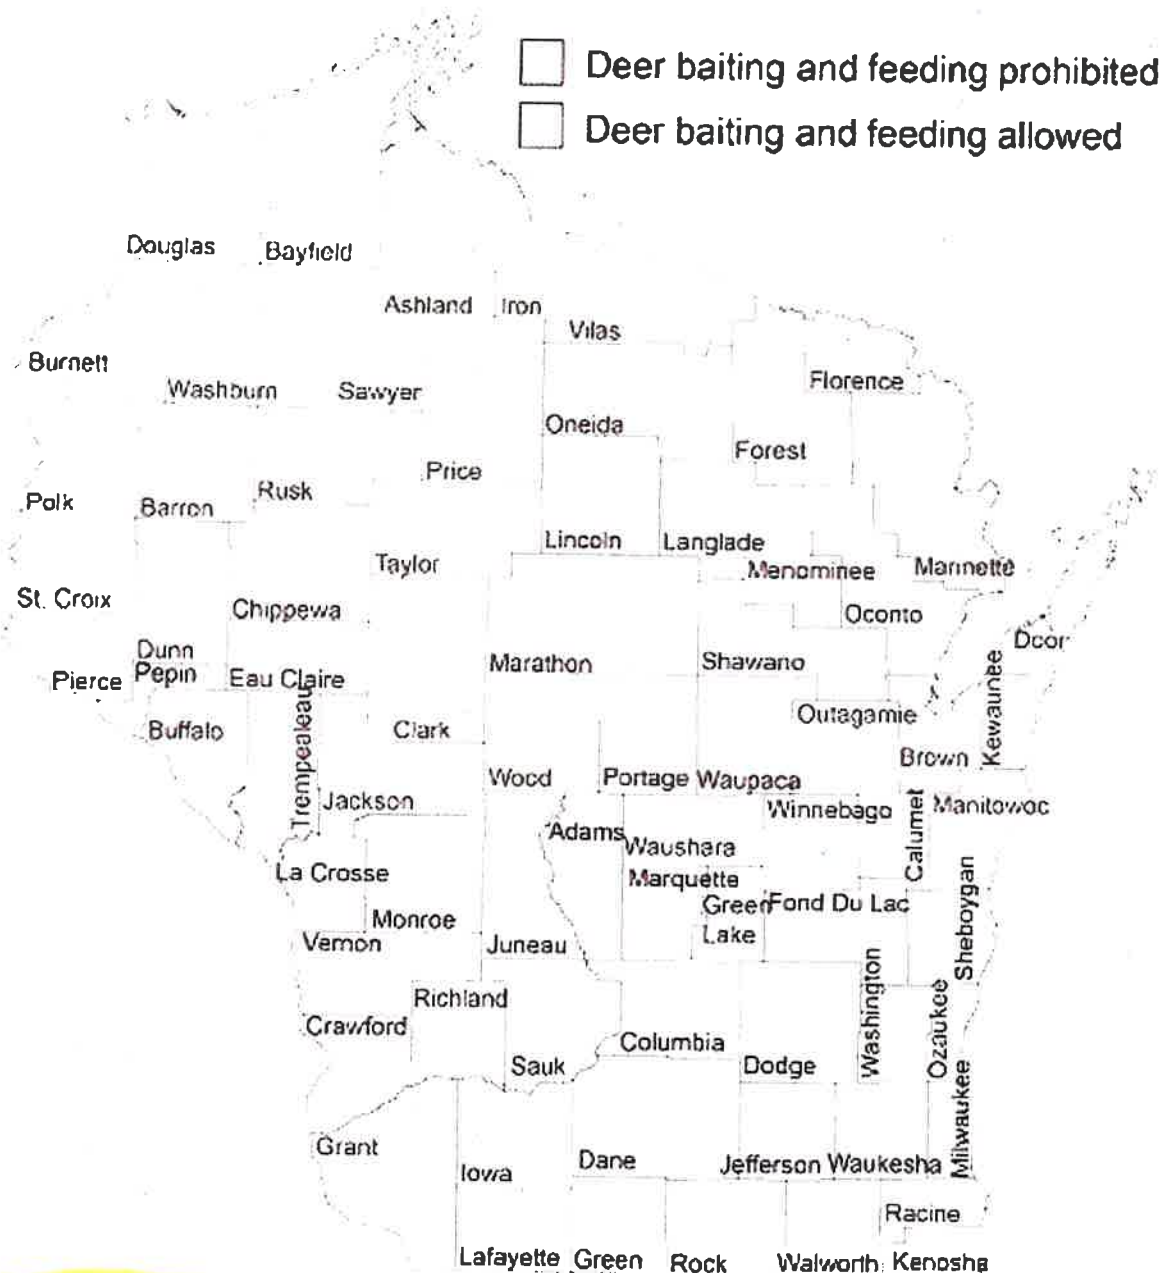 Deer baiting and feeding prohibited
Deer baiting and feeding allowed
Douglas
Bayfield
Ashland
Iron
Vilas
Burnett
Washburn
Sawyer
Florence
Oneida
Forest
Price
Rusk
Polk
Barron
Lincoln
Langlade
Taylor
Menominee
Marinette
St. Croix
Chippewa
Oconto
Door
Dunn
Pepin
Pierce
Eau Claire
Marathon
Shawano
Kewaunee
Trempealeau
Buffalo
Clark
Outagamie
Brown
Wood
Portage
Waupaca
Jackson
Winnebago
Calumet
Manitowoc
Adams
Waushara
La Crosse
Marquette
Green
Lake
Fond Du Lac
Sheboygan
Monroe
Vernon
Juneau
Washington
Richland
Crawford
Ozaukee
Columbia
Sauk
Dodge
Milwaukee
Grant
Iowa
Dane
Jefferson
Waukesha
Racine
Lafayette
Green
Rock
Walworth
Kenosha